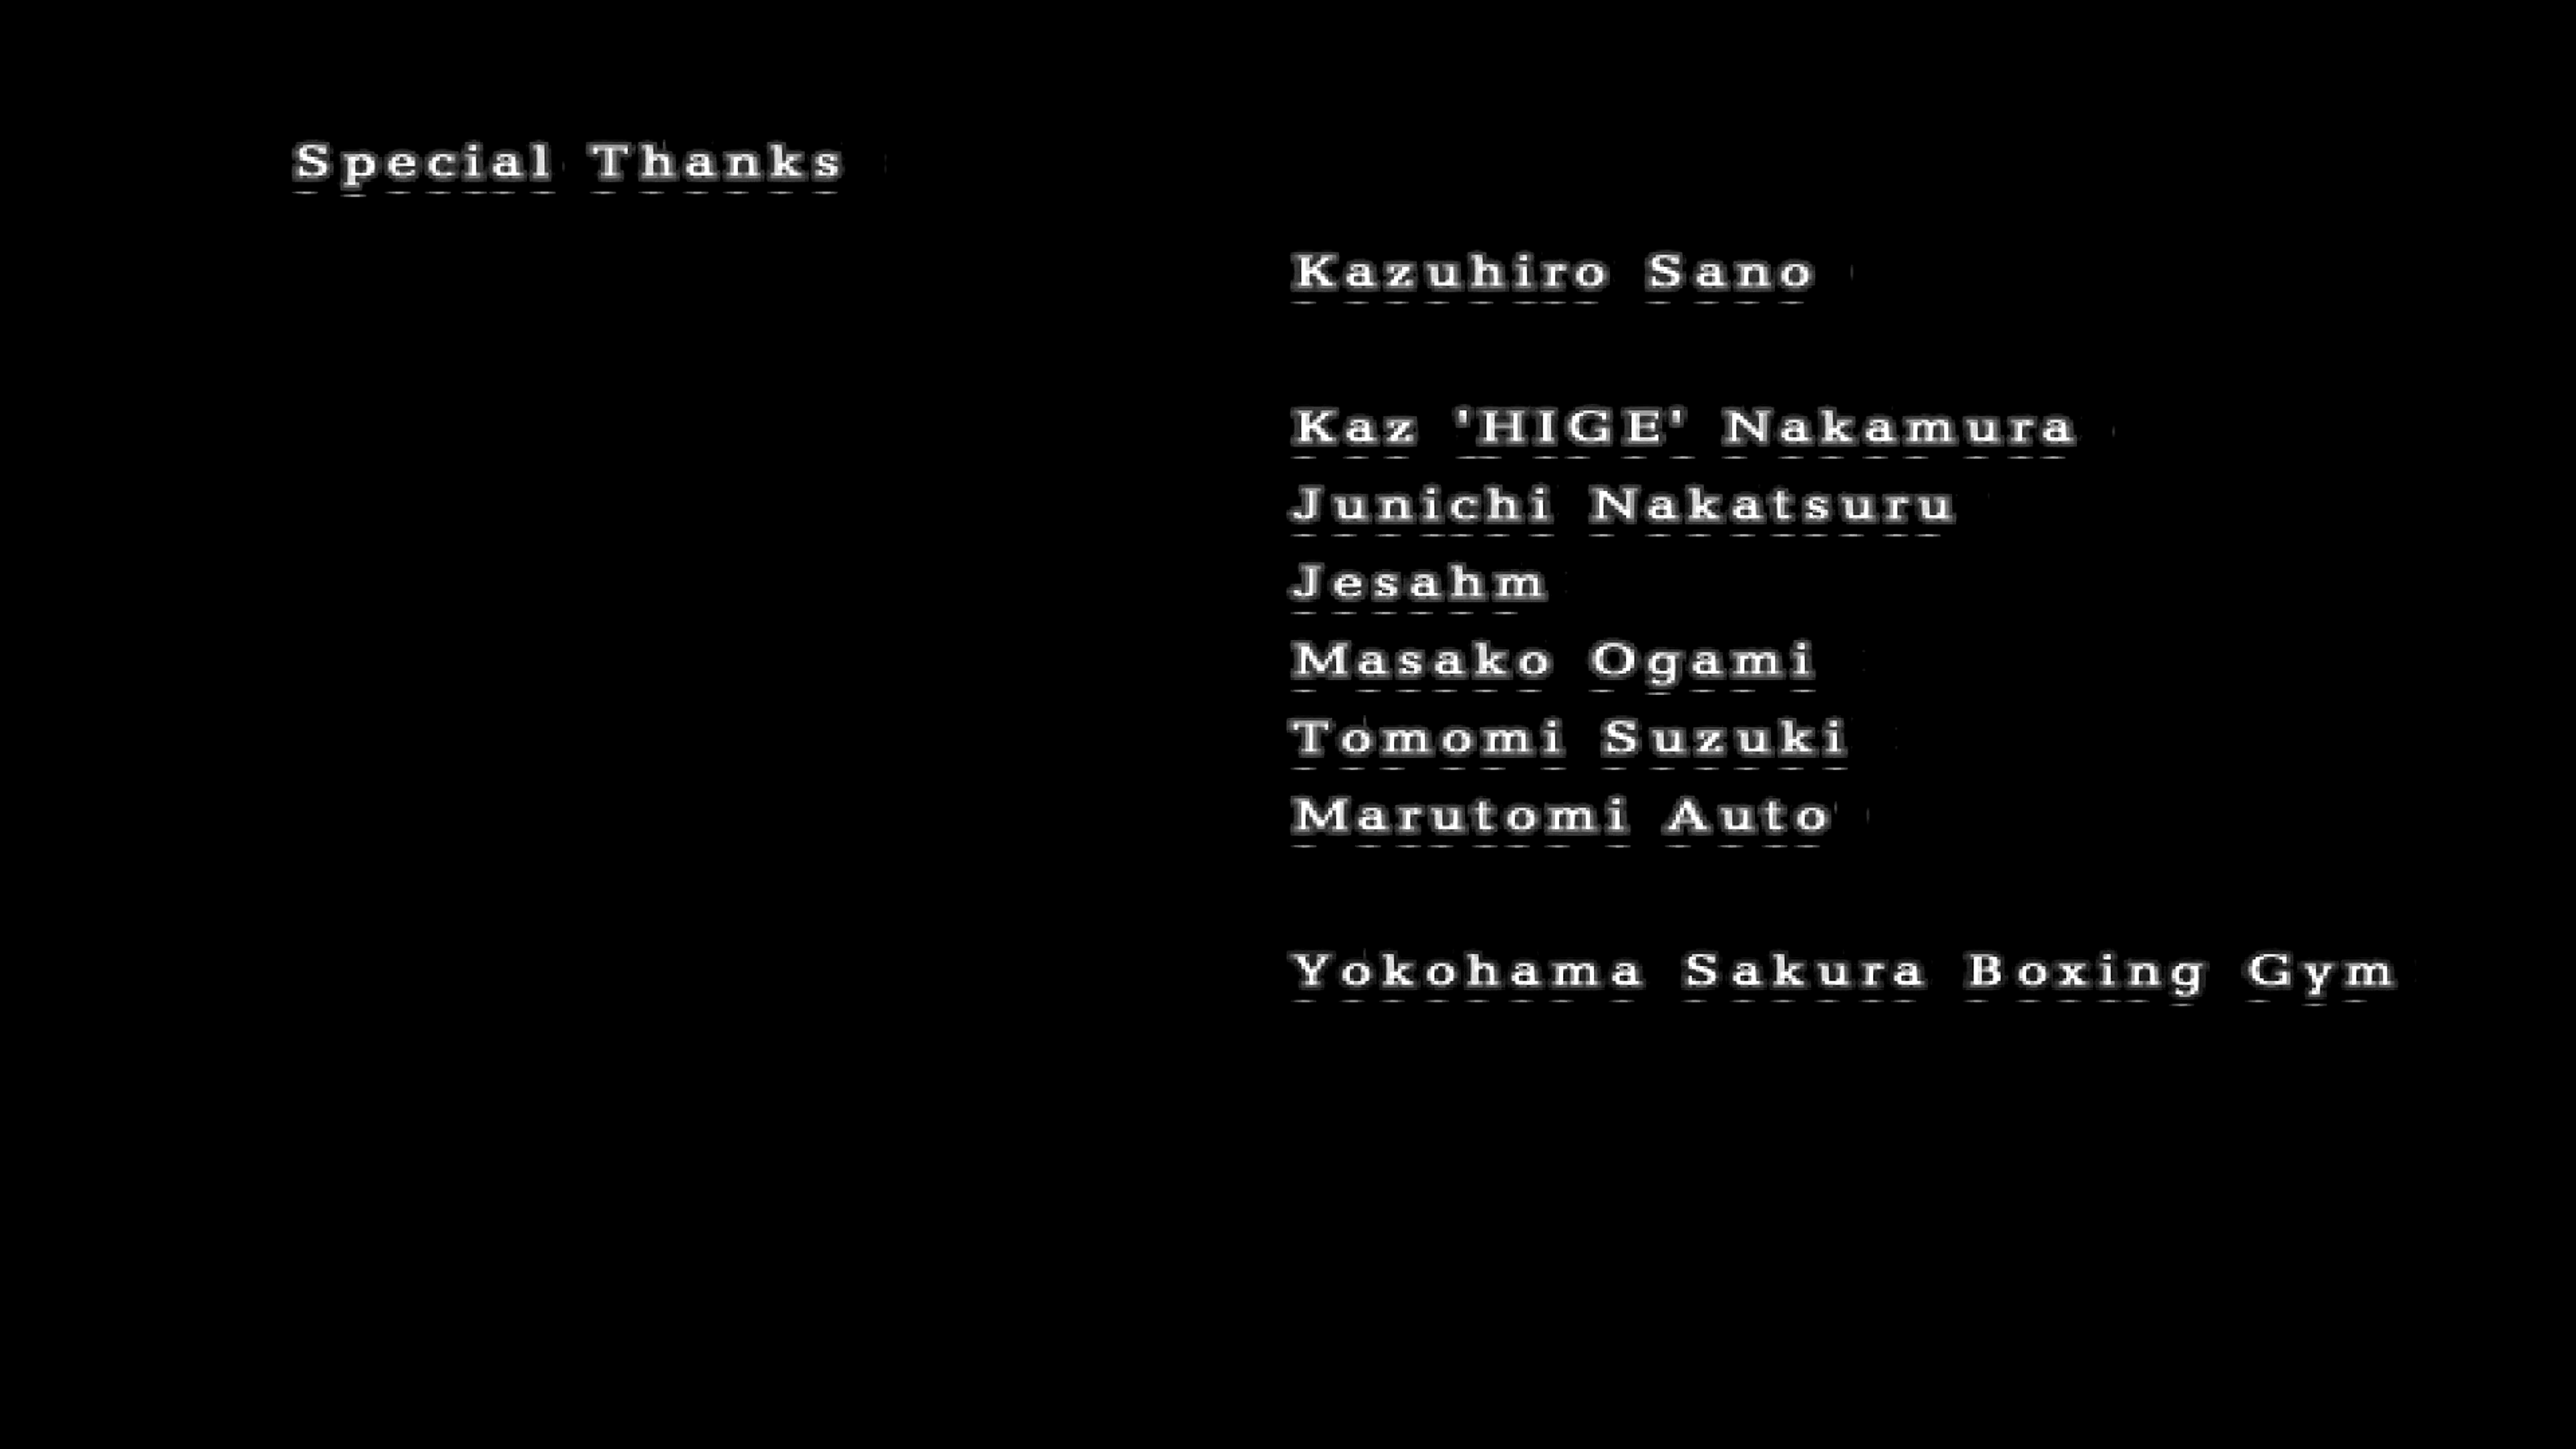 Special Thanks
Kazuhiro Sano
Kaz 'HIGE' Nakamura
Junichi Nakatsuru
Jesahm
Masako Ogami
Tomomi Suzuki
Marutomi Auto
Yokohama Sakura Boxing Gym